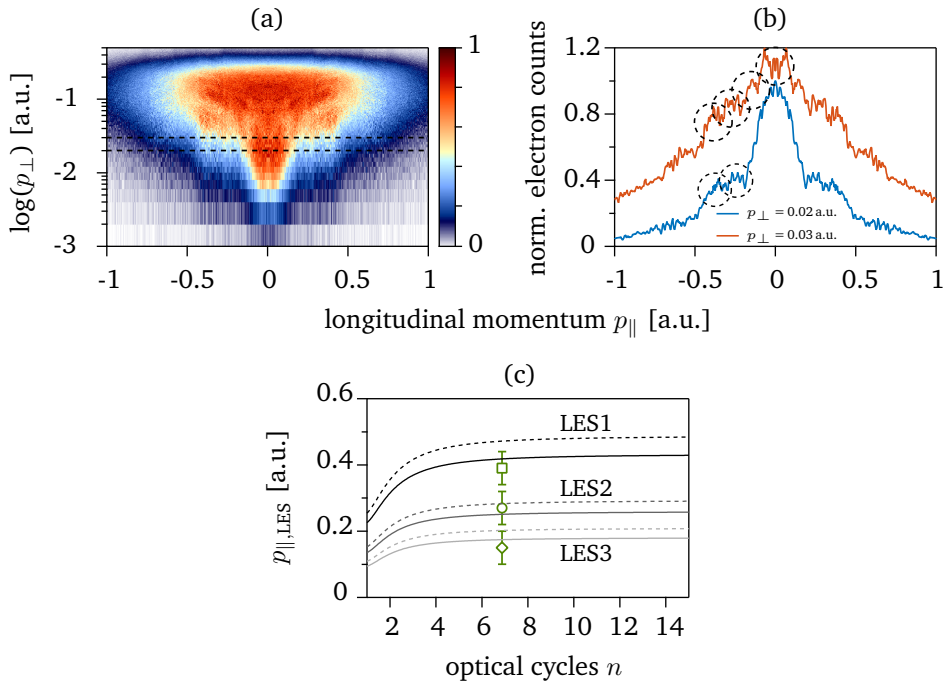 (a)
log(p⊥) [a.u.]
-1
-2
-3
-1
-0.5
0
0.5
1
1
0
(b)
norm. electron counts
1.2
0.8
0.4
0
p⊥ = 0.02 a.u.
p⊥ = 0.03 a.u.
-1
-0.5
0
0.5
1
longitudinal momentum p∥ [a.u.]
(c)
p∥,LES [a.u.]
0.6
0.4
0.2
0
LES1
LES2
LES3
2
4
6
8
10
12
14
optical cycles n